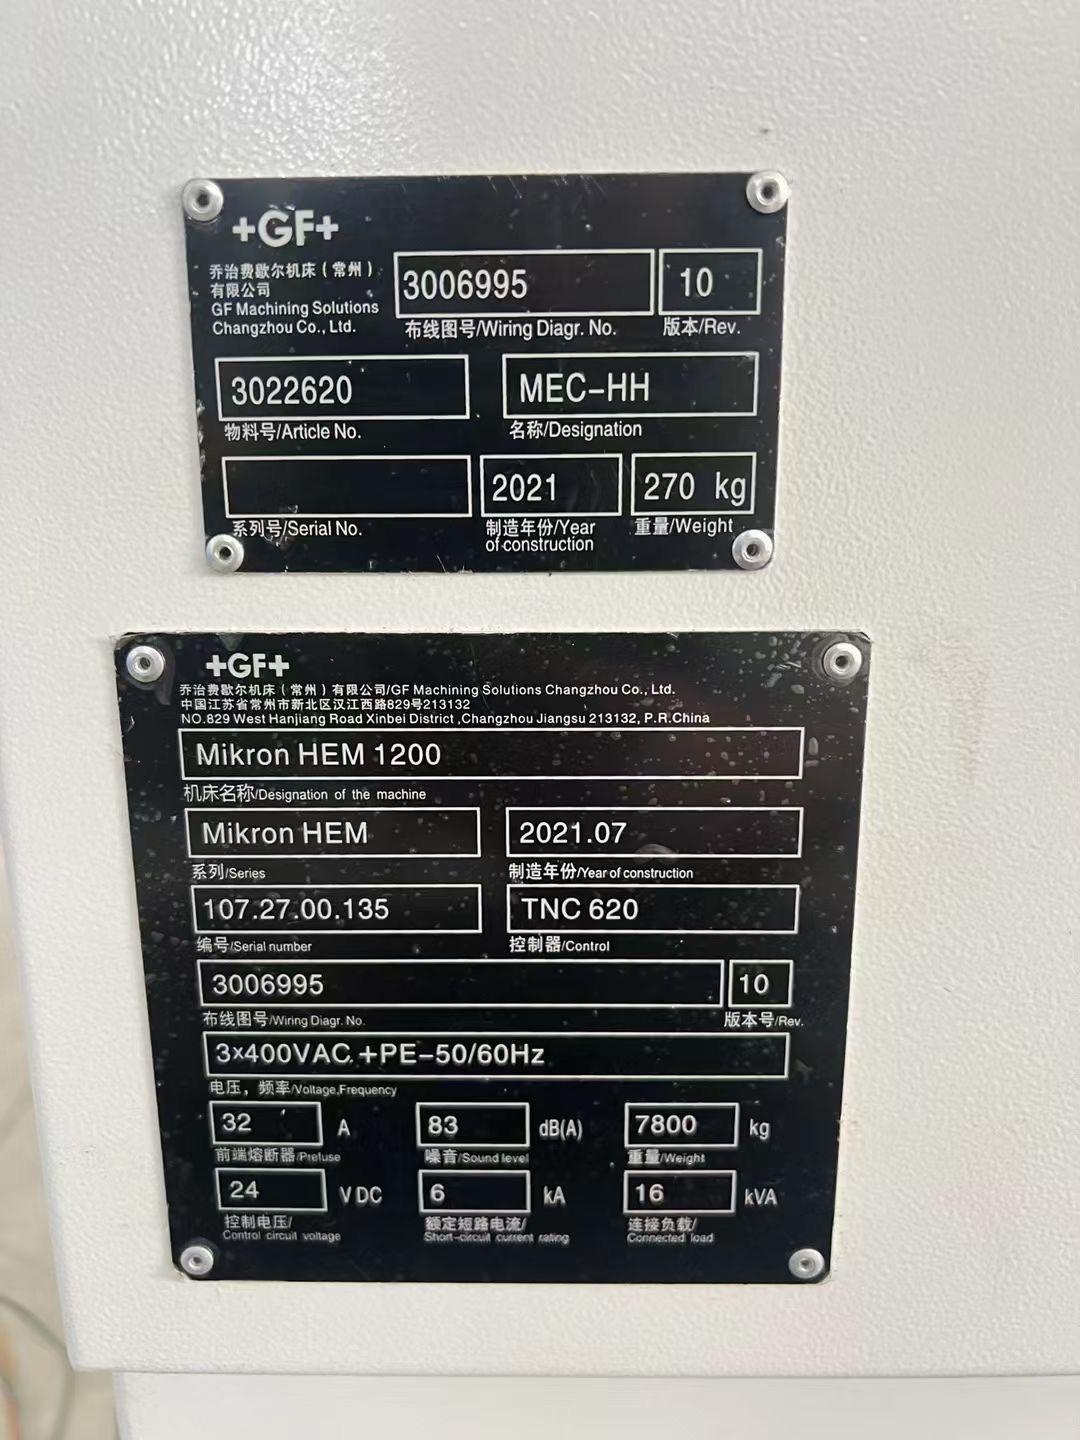 +GF+
乔治费歇尔机床（常州）
有限公司
GF Machining Solutions
Changzhou Co., Ltd.
3006995
10
布线图号/Wiring Diagr. No.
版本/Rev.
3022620
MEC-HH
物料号/Article No.
名称/Designation
2021
270 kg
系列号/Serial No.
制造年份/Year
of construction
重量/Weight
+GF+
乔治费歇尔机床（常州）有限公司/GF Machining Solutions Changzhou Co., Ltd.
中国江苏省常州市新北区汉江西路829号213132
NO.829 West Hanjiang Road Xinbei District ,Changzhou Jiangsu 213132, P.R.China
Mikron HEM 1200
机床名称/Designation of the machine
Mikron HEM
2021.07
系列/Series
制造年份/Year of construction
107.27.00.135
TNC 620
编号/Serial number
控制器/Control
3006995
10
布线图号/Wiring Diagr. No.
版本号/Rev.
3×400VAC +PE-50/60Hz
电压，频率/Voltage,Frequency
32 A
83 dB(A)
7800 kg
前端熔断器/Prefuse
噪音/Sound level
重量/Weight
24 V DC
6 kA
16 kVA
控制电压/
Control circuit voltage
额定短路电流/
Short-circuit current rating
连接负载/
Connected load